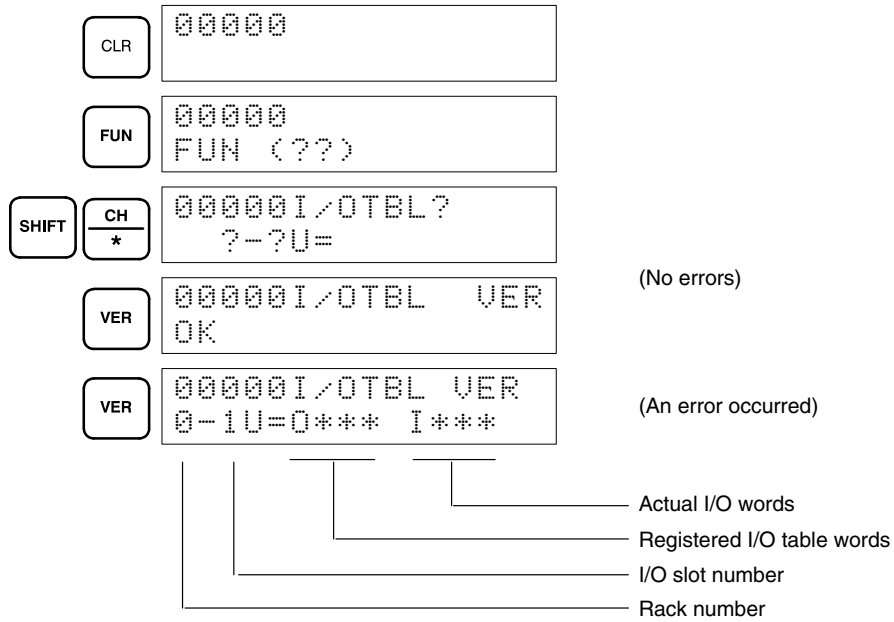 CLR
00000
FUN
00000
FUN (??)
SHIFT
CH
*
00000I/OTBL?
?-?U=
VER
00000I/OTBL VER
OK
(No errors)
VER
00000I/OTBL VER
0-1U=O*** I***
(An error occurred)
Actual I/O words
Registered I/O table words
I/O slot number
Rack number